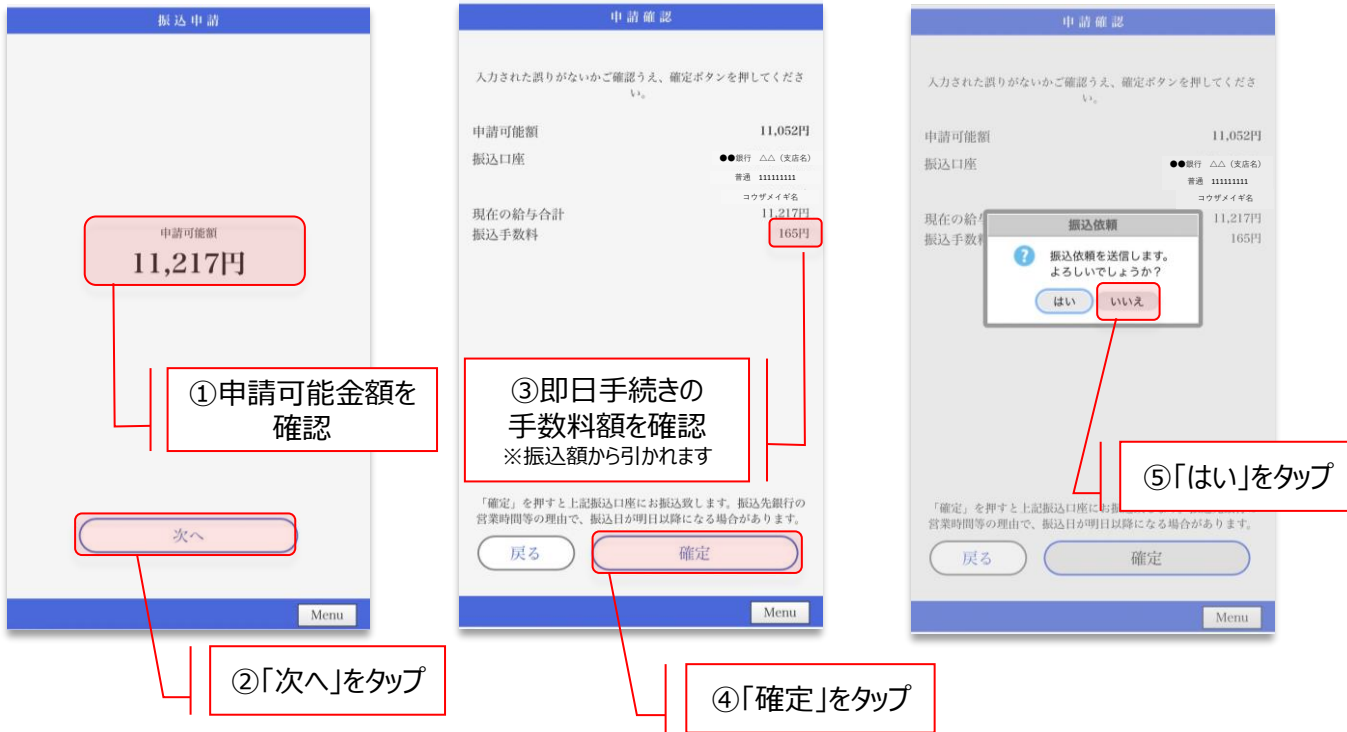 振込申請
申請可能額
11,217円
①申請可能金額を
確認
次へ
Menu
②「次へ」をタップ
申請確認
入力された誤りがないかご確認うえ、確定ボタンを押してくださ
い。
申請可能額 11,052円
振込口座 ●●銀行 △△（支店名）
普通 111111111
コウザメイギ名
現在の給与合計 11,217円
振込手数料 165円
③即日手続きの
手数料額を確認
※振込額から引かれます
「確定」を押すと上記振込口座にお振込致します。振込先銀行の
営業時間等の理由で、振込日が明日以降になる場合があります。
戻る 確定
Menu
④「確定」をタップ
申請確認
入力された誤りがないかご確認うえ、確定ボタンを押してくださ
い。
申請可能額 11,052円
振込口座 ●●銀行 △△（支店名）
普通 111111111
コウザメイギ名
現在の給与 11,217円
振込手数料 165円
振込依頼
? 振込依頼を送信します。
よろしいでしょうか？
はい いいえ
⑤「はい」をタップ
「確定」を押すと上記振込口座にお振
営業時間等の理由で、振込日が明日以降になる場合があります。
戻る 確定
Menu